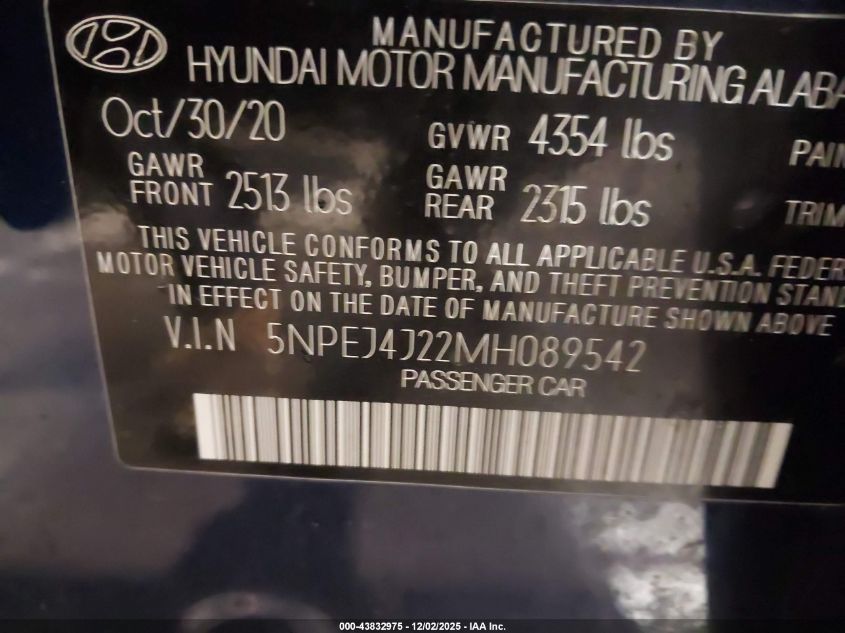 MANUFACTURED BY
HYUNDAI MOTOR MANUFACTURING ALABA
Oct/30/20
GVWR 4354 lbs
PAIN
GAWR
FRONT 2513 lbs
GAWR
REAR 2315 lbs
TRIM
THIS VEHICLE CONFORMS TO ALL APPLICABLE U.S.A. FEDER
MOTOR VEHICLE SAFETY, BUMPER, AND THEFT PREVENTION STAN
IN EFFECT ON THE DATE OF MANUFACTURE SHOWN ABOVE
V.I.N 5NPEJ4J22MH089542
PASSENGER CAR
000-43832975 - 12/02/2025 - IAA Inc.